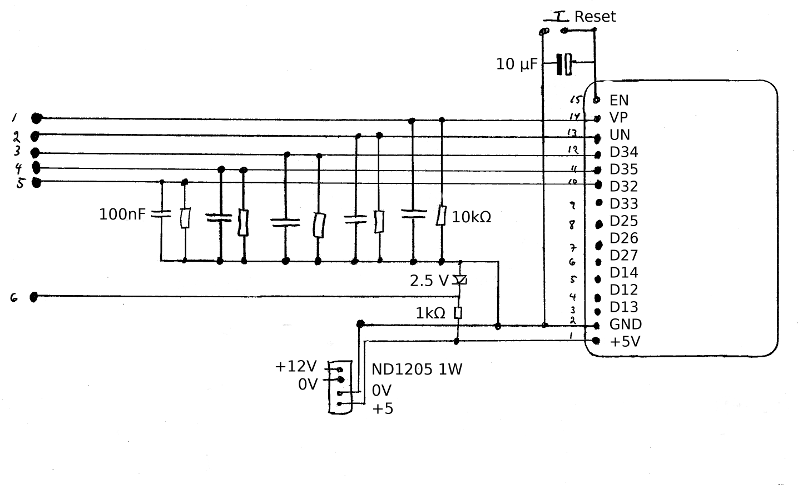 Reset
10 µF
15 EN
1 14 VP
2 13 UN
3 12 D34
4 11 D35
5 10 D32
9 D33
100nF 10kΩ 8 D25
7 D26
6 D27
2.5 V 5 D14
6 4 D12
1kΩ 3 D13
2 GND
1 +5V
+12V ND1205 1W
0V 0V
+5